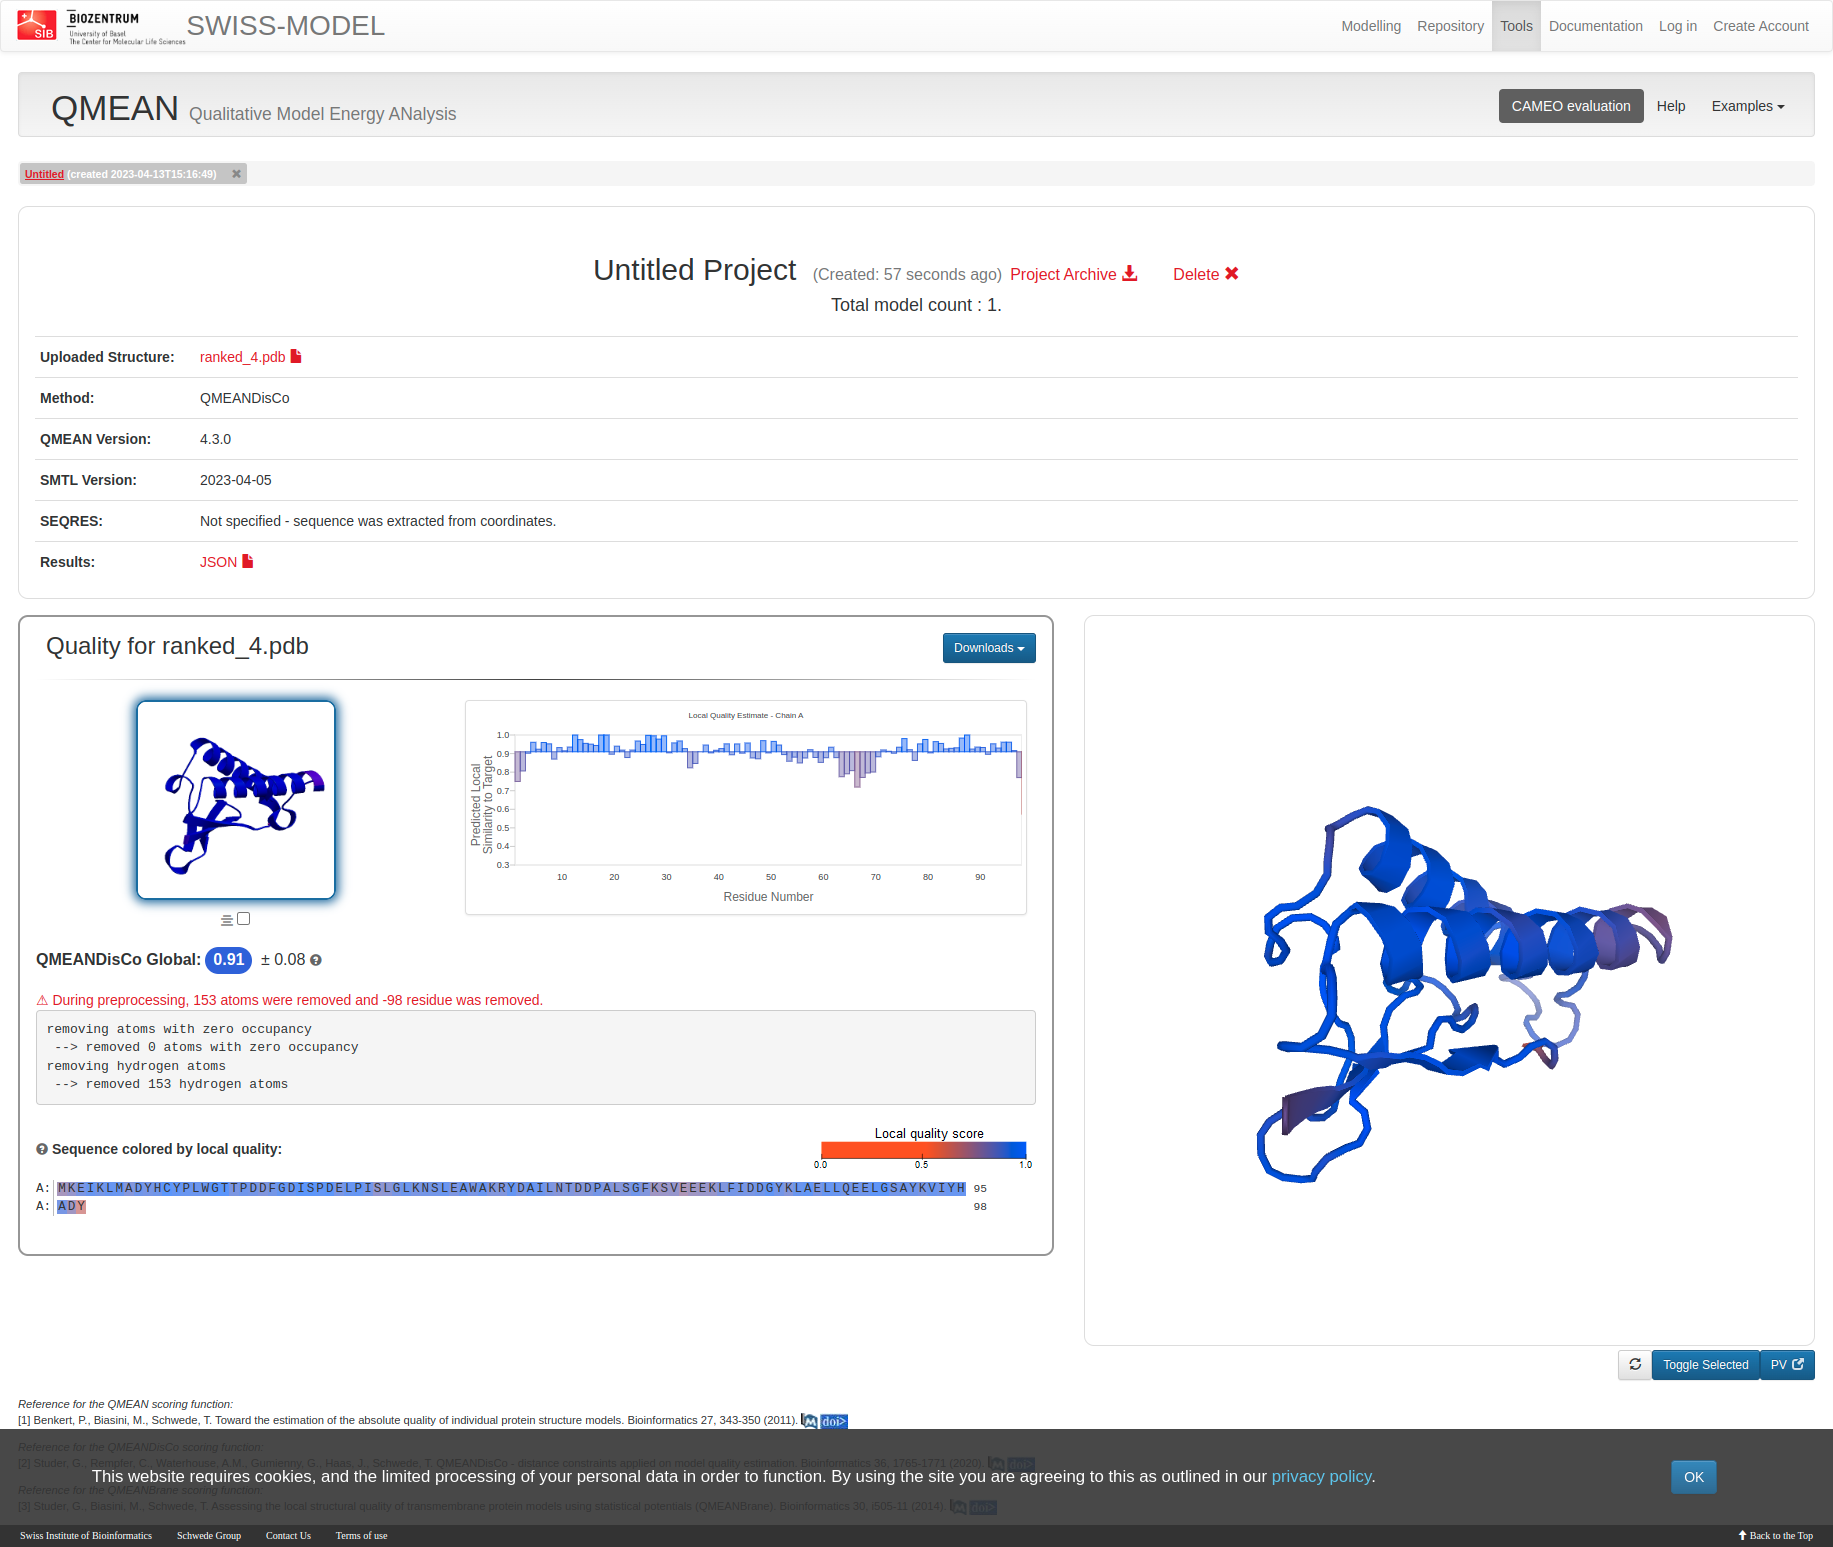 SIB
BIOZENTRUM
University of Basel
The Center for Molecular Life Sciences
SWISS-MODEL
Modelling
Repository
Tools
Documentation
Log in
Create Account
QMEAN Qualitative Model Energy ANalysis
CAMEO evaluation
Help
Examples
Untitled (created 2023-04-13T15:16:49)
Untitled Project (Created: 57 seconds ago) Project Archive Delete
Total model count : 1.
Uploaded Structure: ranked_4.pdb
Method: QMEANDisCo
QMEAN Version: 4.3.0
SMTL Version: 2023-04-05
SEQRES: Not specified - sequence was extracted from coordinates.
Results: JSON
Quality for ranked_4.pdb
Downloads
Local Quality Estimate - Chain A
Predicted Local
Similarity to Target
1.0
0.9
0.8
0.7
0.6
0.5
0.4
0.3
10 20 30 40 50 60 70 80 90
Residue Number
QMEANDisCo Global: 0.91 ± 0.08
⚠ During preprocessing, 153 atoms were removed and -98 residue was removed.
removing atoms with zero occupancy
--> removed 0 atoms with zero occupancy
removing hydrogen atoms
--> removed 153 hydrogen atoms
Sequence colored by local quality:
Local quality score
0.0 0.5 1.0
A: MKEIKLMADYHCYPLWGTTPDDFGDISPDELPISLGLKNSLEAWAKRYDAILNTDDPALSGFKSVEEEKLFIDDGYKLAELLQEELGSAYKVIYH 95
A: ADY 98
Toggle Selected
PV
Reference for the QMEAN scoring function:
[1] Benkert, P., Biasini, M., Schwede, T. Toward the estimation of the absolute quality of individual protein structure models. Bioinformatics 27, 343-350 (2011). M doi>
Reference for the QMEANDisCo scoring function:
[2] Studer, G., Rempfer, C., Waterhouse, A.M., Gumienny, G., Haas, J., Schwede, T. QMEANDisCo - distance constraints applied on model quality estimation. Bioinformatics 36, 1765-1771 (2020). M doi>
This website requires cookies, and the limited processing of your personal data in order to function. By using the site you are agreeing to this as outlined in our privacy policy.
OK
Reference for the QMEANBrane scoring function:
[3] Studer, G., Biasini, M., Schwede, T. Assessing the local structural quality of transmembrane protein models using statistical potentials (QMEANBrane). Bioinformatics 30, i505-11 (2014). M doi>
Swiss Institute of Bioinformatics
Schwede Group
Contact Us
Terms of use
Back to the Top